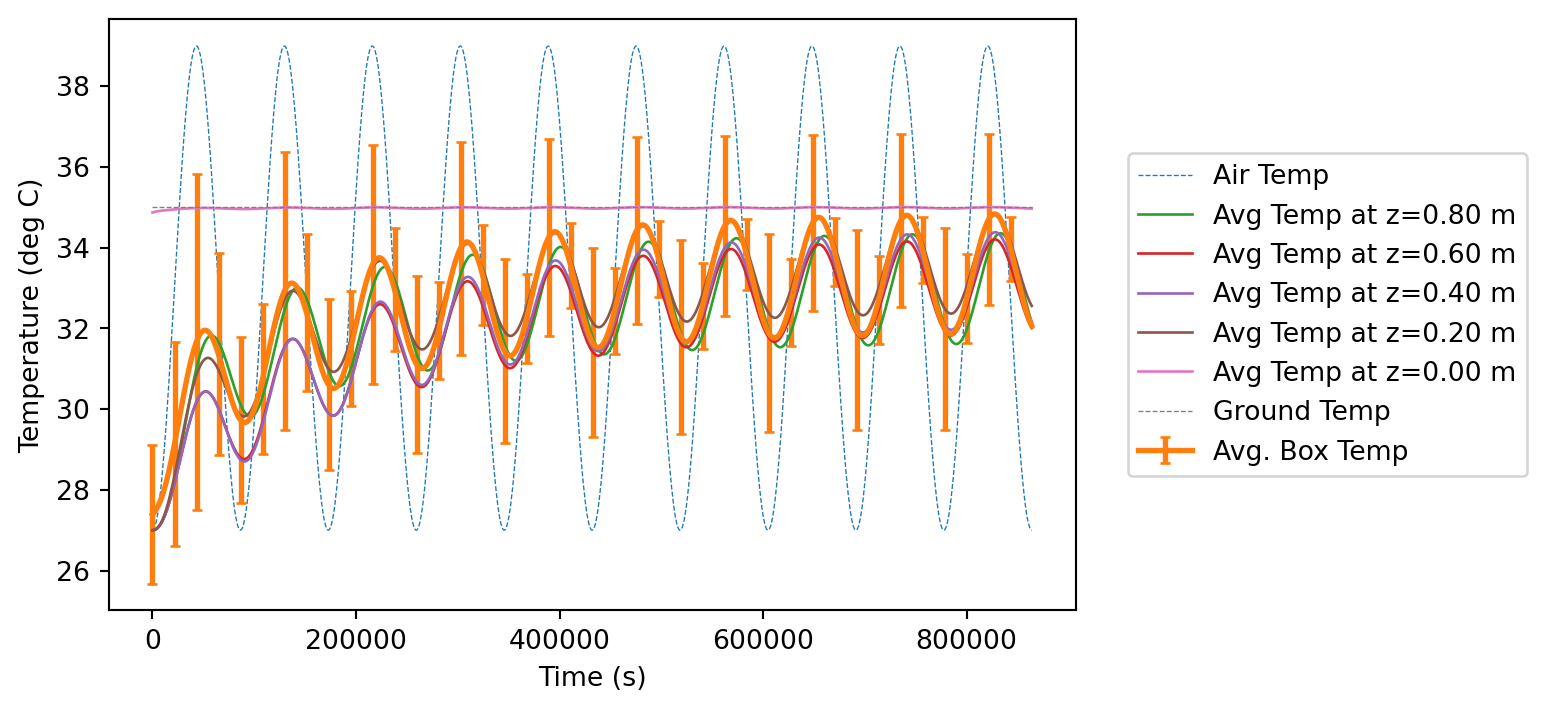 38
36
34
32
30
28
26
Temperature (deg C)
0
200000
400000
600000
800000
Time (s)
Air Temp
Avg Temp at z=0.80 m
Avg Temp at z=0.60 m
Avg Temp at z=0.40 m
Avg Temp at z=0.20 m
Avg Temp at z=0.00 m
Ground Temp
Avg. Box Temp